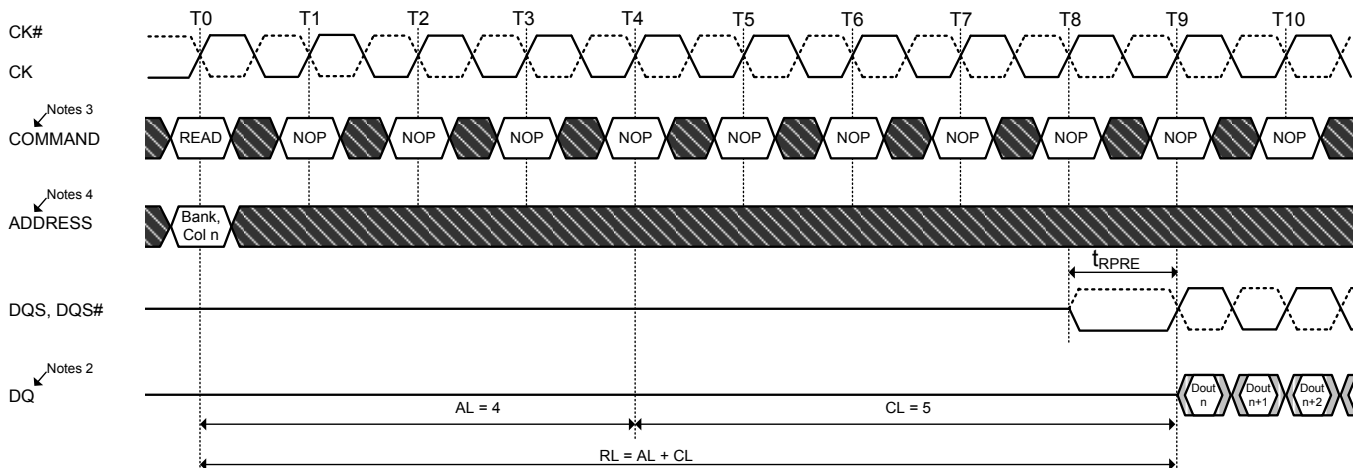 T0 T1 T2 T3 T4 T5 T6 T7 T8 T9 T10
CK#
CK
Notes 3
COMMAND
READ NOP NOP NOP NOP NOP NOP NOP NOP NOP NOP
Notes 4
ADDRESS
Bank,
Col n
tRPRE
DQS, DQS#
Notes 2
DQ
Dout
n
Dout
n+1
Dout
n+2
AL = 4
CL = 5
RL = AL + CL